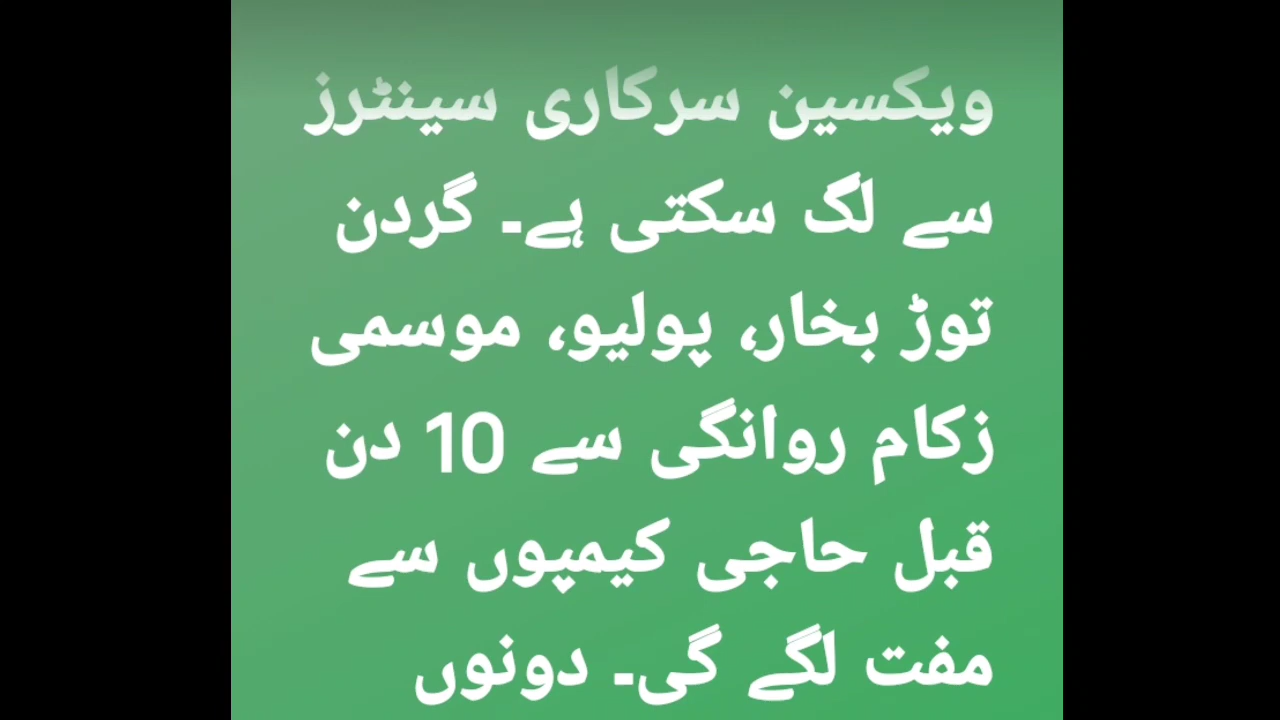 ویکسین سرکاری سینٹرز
سے لگ سکتی ہے۔ گردن
توڑ بخار، پولیو، موسمی
زکام روانگی سے 10 دن
قبل حاجی کیمپوں سے
مفت لگے گی۔ دونوں